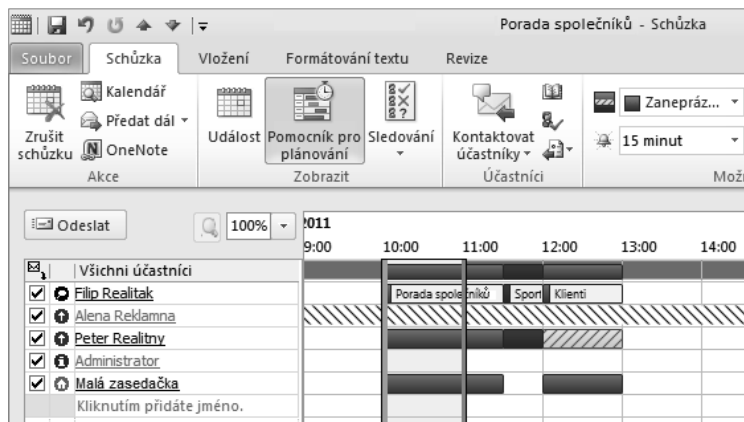 Porada společníků - Schůzka
Soubor Schůzka Vložení Formátování textu Revize
Zrušit schůzku
Kalendář
Předat dál
OneNote
Akce
Událost
Pomocník pro plánování
Sledování
Zobrazit
Kontaktovat účastníky
Účastníci
Zanepráz...
15 minut
Mož
Odeslat
100%
2011
9:00 10:00 11:00 12:00 13:00 14:00
Všichni účastníci
Filip Realitak
Porada společníků Sport Klienti
Alena Reklamna
Peter Realitny
Administrator
Malá zasedačka
Kliknutím přidáte jméno.